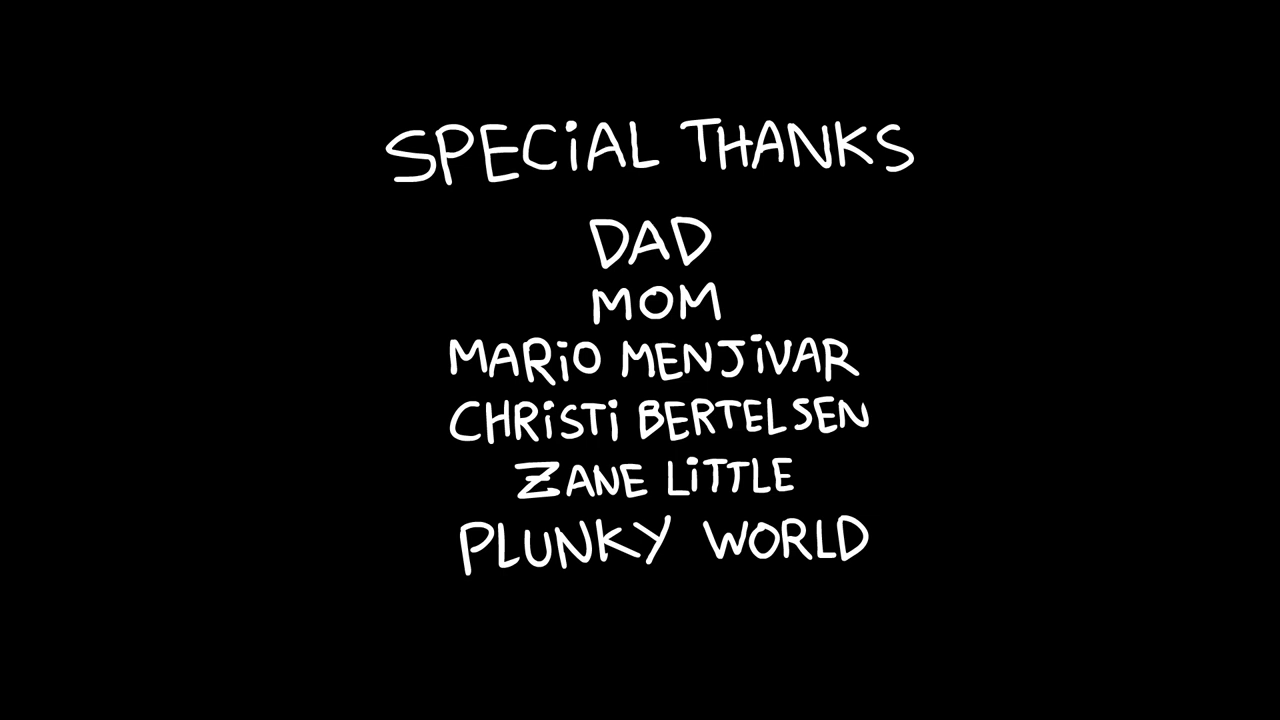 SPECiAL THANKS
DAD
MOM
MARiO MENJiVAR
CHRiSTi BERTELSEN
ZANE LiTTLE
PLUNKY WORLD